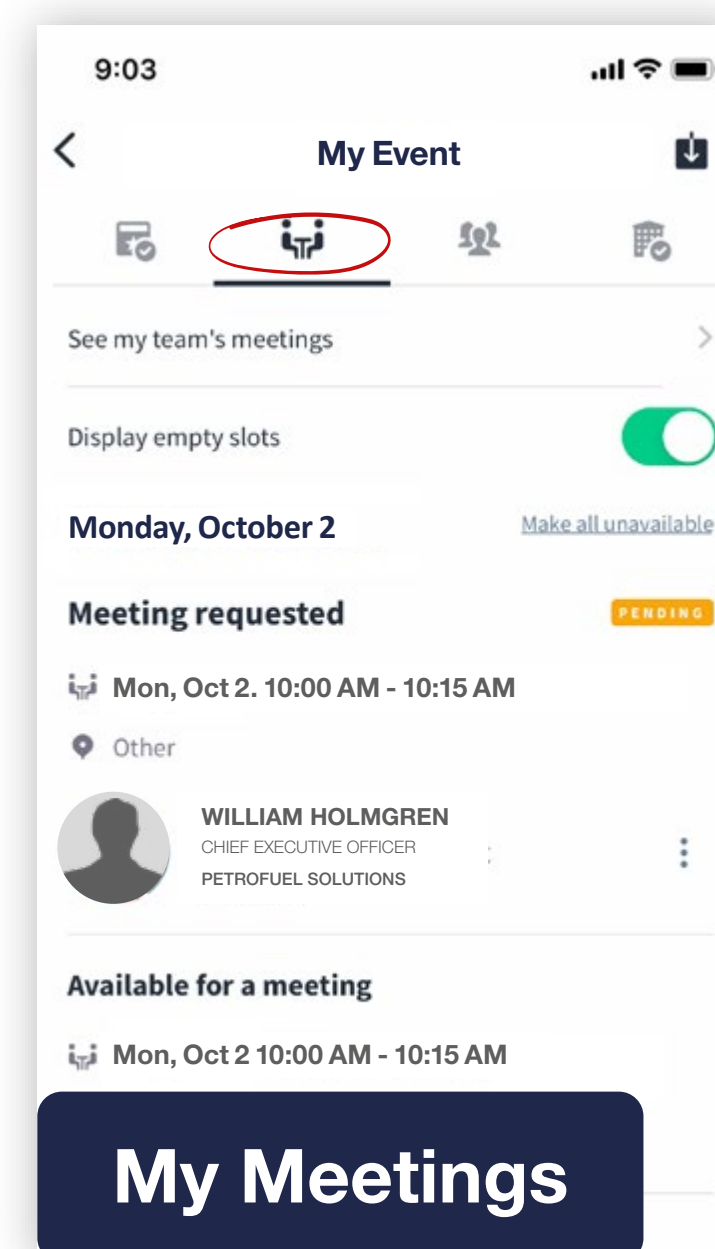 9:03
My Event
See my team's meetings
Display empty slots
Monday, October 2
Make all unavailable
Meeting requested
PENDING
Mon, Oct 2. 10:00 AM - 10:15 AM
Other
WILLIAM HOLMGREN
CHIEF EXECUTIVE OFFICER
PETROFUEL SOLUTIONS
Available for a meeting
Mon, Oct 2 10:00 AM - 10:15 AM
My Meetings